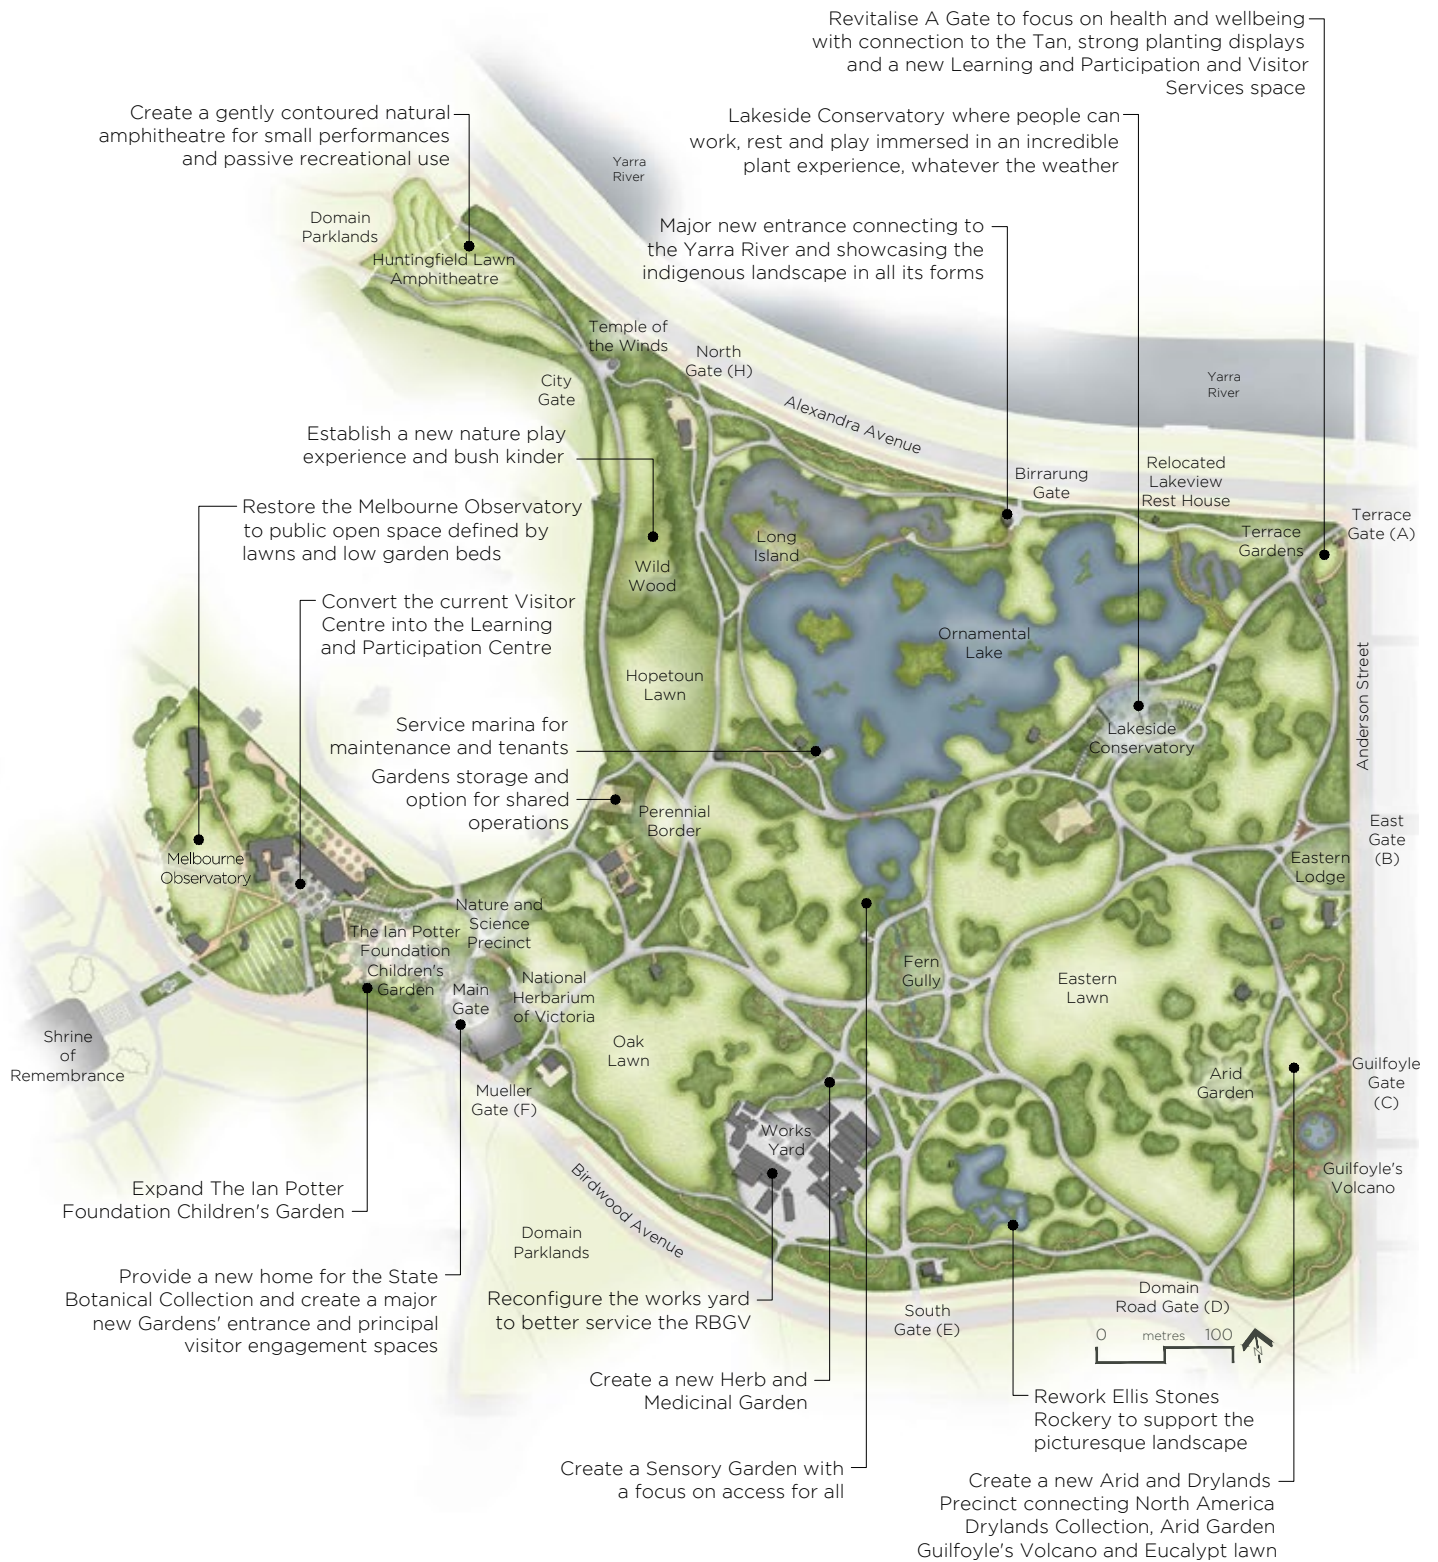 Revitalise A Gate to focus on health and wellbeing
with connection to the Tan, strong planting displays
and a new Learning and Participation and Visitor
Services space
Create a gently contoured natural
amphitheatre for small performances
and passive recreational use
Lakeside Conservatory where people can
work, rest and play immersed in an incredible
plant experience, whatever the weather
Yarra
River
Major new entrance connecting to
the Yarra River and showcasing the
indigenous landscape in all its forms
Domain
Parklands
Huntingfield Lawn
Amphitheatre
Temple of
the Winds
North
Gate (H)
City
Gate
Yarra
River
Alexandra Avenue
Establish a new nature play
experience and bush kinder
Birrarung
Gate
Relocated
Lakeview
Rest House
Restore the Melbourne Observatory
to public open space defined by
lawns and low garden beds
Terrace
Gate (A)
Terrace
Gardens
Long
Island
Wild
Wood
Convert the current Visitor
Centre into the Learning
and Participation Centre
Ornamental
Lake
Hopetoun
Lawn
Anderson Street
Service marina for
maintenance and tenants
Lakeside
Conservatory
Gardens storage and
option for shared
operations
Perennial
Border
East
Gate
(B)
Eastern
Lodge
Melbourne
Observatory
Nature and
Science
Precinct
The Ian Potter
Foundation
Children's
Garden
Main
Gate
National
Herbarium
of Victoria
Fern
Gully
Eastern
Lawn
Shrine
of
Remembrance
Oak
Lawn
Arid
Garden
Guilfoyle
Gate
(C)
Mueller
Gate (F)
Works
Yard
Guilfoyle's
Volcano
Birdwood Avenue
Expand The Ian Potter
Foundation Children's Garden
Domain
Parklands
Provide a new home for the State
Botanical Collection and create a major
new Gardens' entrance and principal
visitor engagement spaces
Reconfigure the works yard
to better service the RBGV
South
Gate (E)
Domain
Road Gate (D)
0 metres 100
N
Create a new Herb and
Medicinal Garden
Rework Ellis Stones
Rockery to support the
picturesque landscape
Create a Sensory Garden with
a focus on access for all
Create a new Arid and Drylands
Precinct connecting North America
Drylands Collection, Arid Garden
Guilfoyle's Volcano and Eucalypt lawn